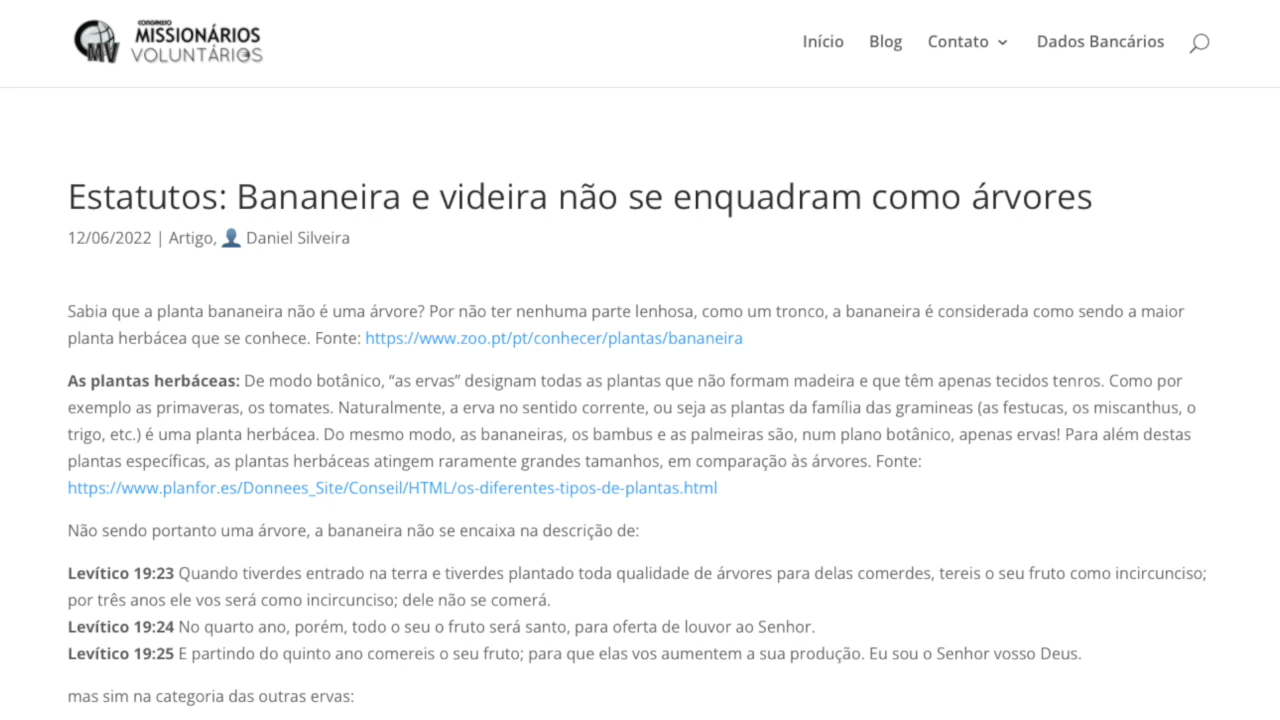 CONGRESSO
MISSIONÁRIOS
VOLUNTÁRIOS
MV
Início Blog Contato Dados Bancários
Estatutos: Bananeira e videira não se enquadram como árvores
12/06/2022 | Artigo, 👤 Daniel Silveira
Sabia que a planta bananeira não é uma árvore? Por não ter nenhuma parte lenhosa, como um tronco, a bananeira é considerada como sendo a maior
planta herbácea que se conhece. Fonte: https://www.zoo.pt/pt/conhecer/plantas/bananeira
As plantas herbáceas: De modo botânico, “as ervas” designam todas as plantas que não formam madeira e que têm apenas tecidos tenros. Como por
exemplo as primaveras, os tomates. Naturalmente, a erva no sentido corrente, ou seja as plantas da família das gramineas (as festucas, os miscanthus, o
trigo, etc.) é uma planta herbácea. Do mesmo modo, as bananeiras, os bambus e as palmeiras são, num plano botânico, apenas ervas! Para além destas
plantas específicas, as plantas herbáceas atingem raramente grandes tamanhos, em comparação às árvores. Fonte:
https://www.planfor.es/Donnees_Site/Conseil/HTML/os-diferentes-tipos-de-plantas.html
Não sendo portanto uma árvore, a bananeira não se encaixa na descrição de:
Levítico 19:23 Quando tiverdes entrado na terra e tiverdes plantado toda qualidade de árvores para delas comerdes, tereis o seu fruto como incircunciso;
por três anos ele vos será como incircunciso; dele não se comerá.
Levítico 19:24 No quarto ano, porém, todo o seu o fruto será santo, para oferta de louvor ao Senhor.
Levítico 19:25 E partindo do quinto ano comereis o seu fruto; para que elas vos aumentem a sua produção. Eu sou o Senhor vosso Deus.
mas sim na categoria das outras ervas: